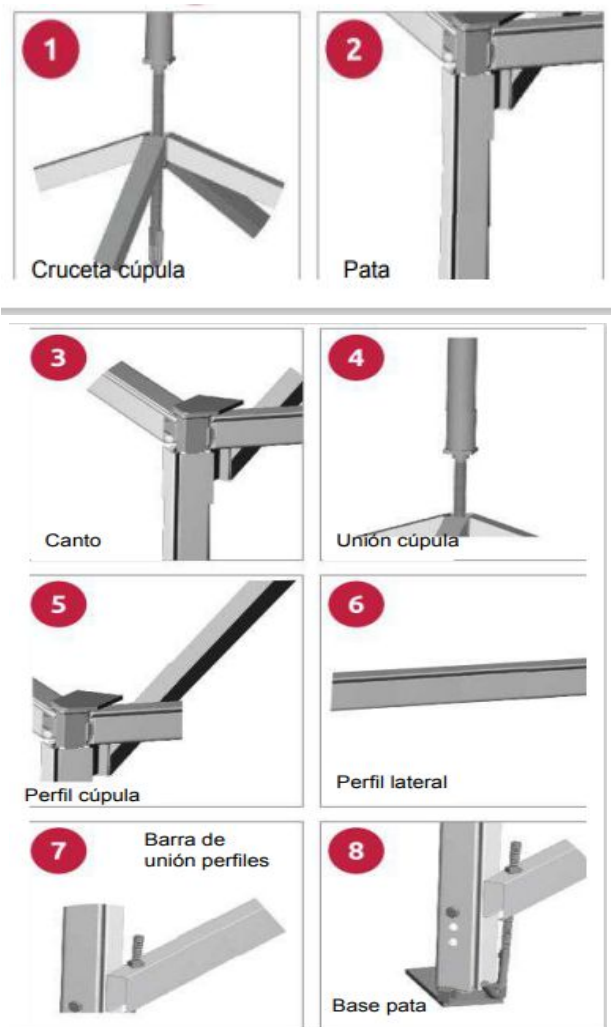 1
2
Cruceta cúpula
Pata
3
4
Canto
Unión cúpula
5
6
Perfil cúpula
Perfil lateral
7
Barra de
unión perfiles
8
Base pata